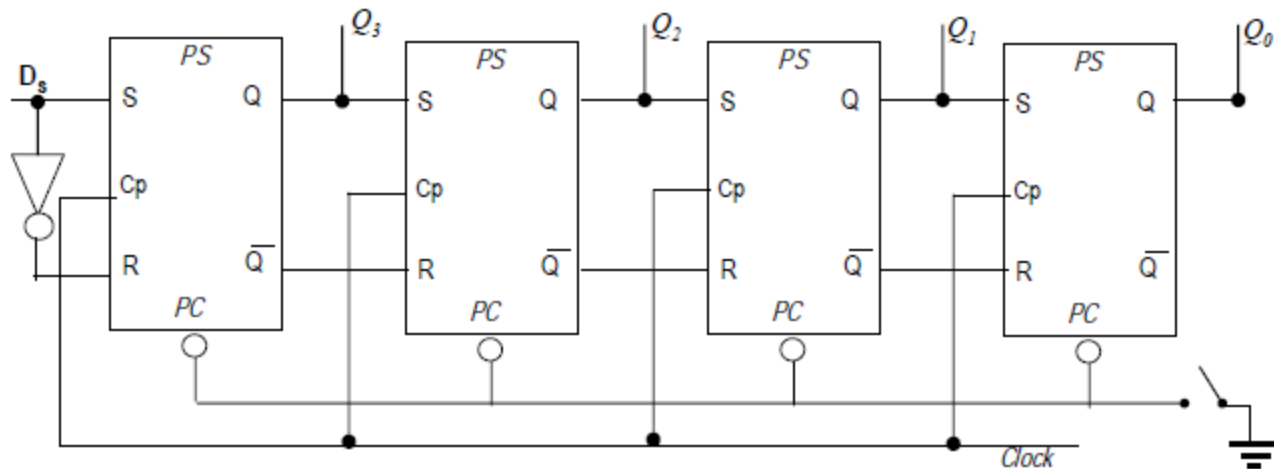 Q3 Q2 Q1 Q0
PS PS PS PS
Ds
S Q S Q S Q S Q
Cp Cp Cp Cp
R Q̅ R Q̅ R Q̅ R Q̅
PC PC PC PC
Clock